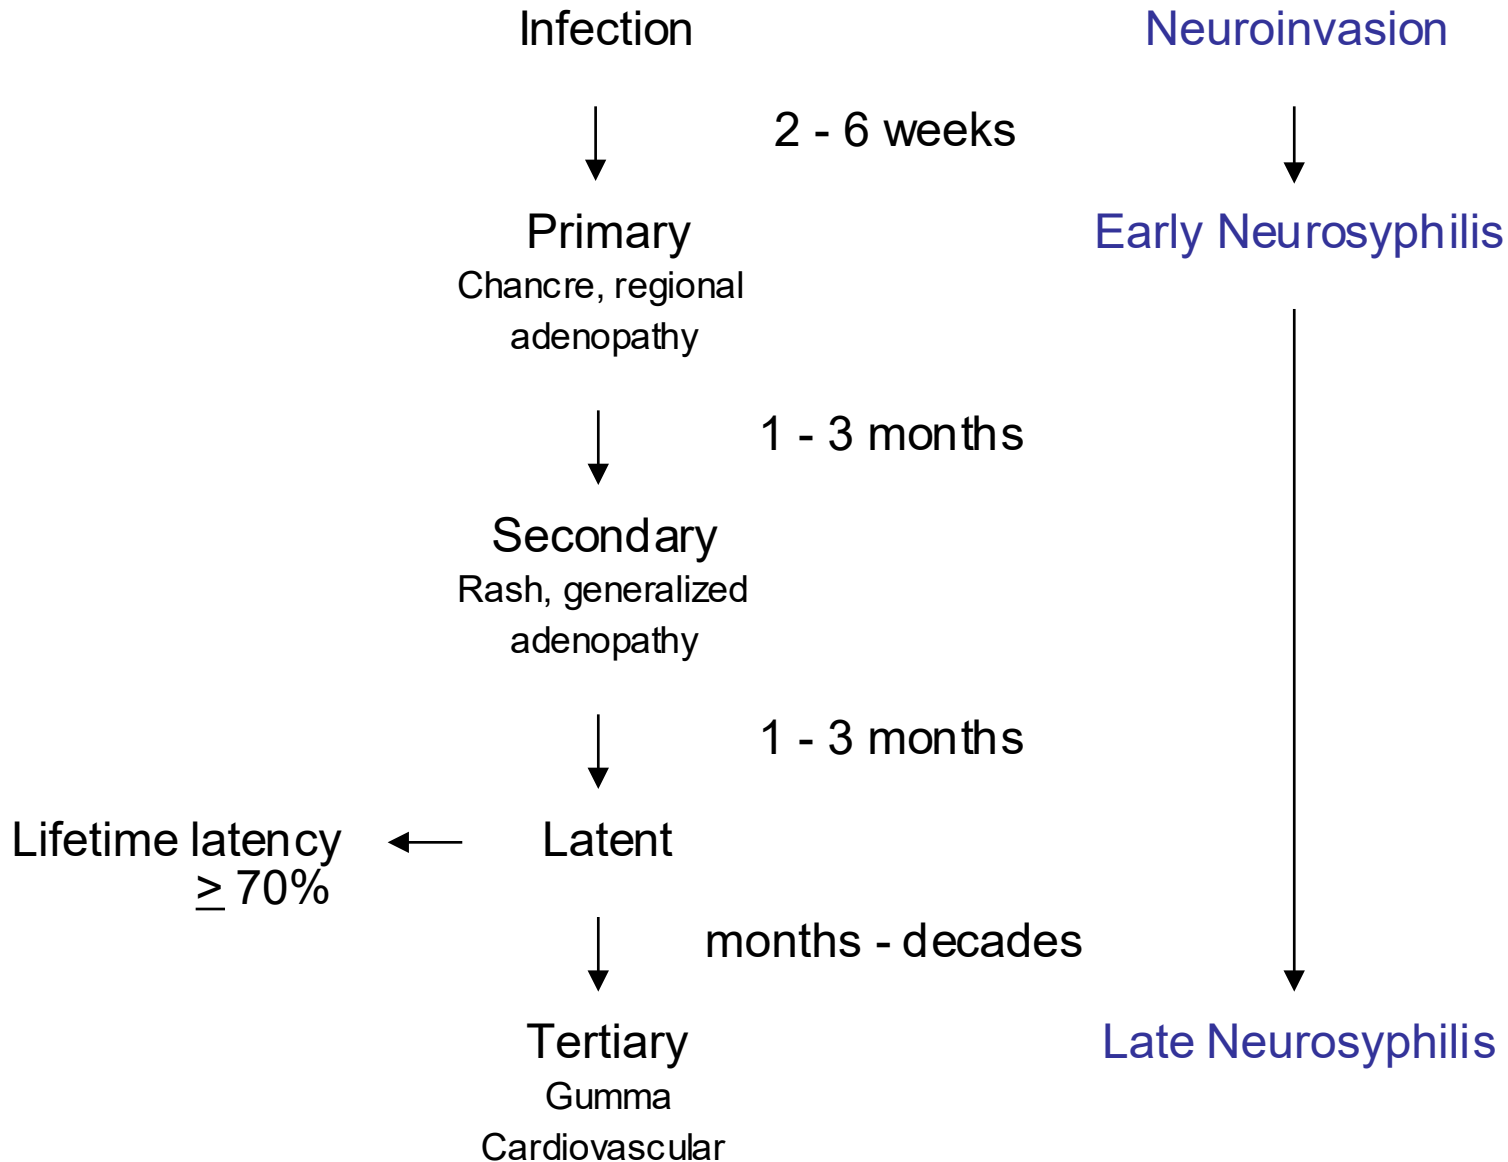 Infection
Neuroinvasion
2 - 6 weeks
Primary
Early Neurosyphilis
Chancre, regional
adenopathy
1 - 3 months
Secondary
Rash, generalized
adenopathy
1 - 3 months
Lifetime latency
≥ 70%
Latent
months - decades
Tertiary
Late Neurosyphilis
Gumma
Cardiovascular